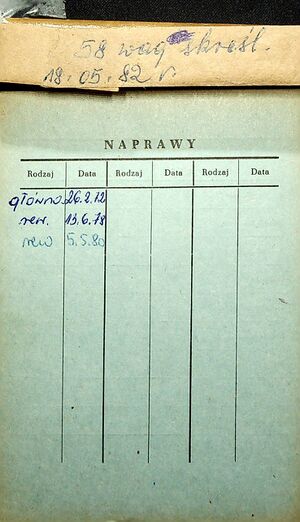 58 wag skreśl.
18.05.82 r
NAPRAWY
Rodzaj Data Rodzaj Data Rodzaj Data
główna 26.2.72
rew. 13.6.78
rew 5.5.80